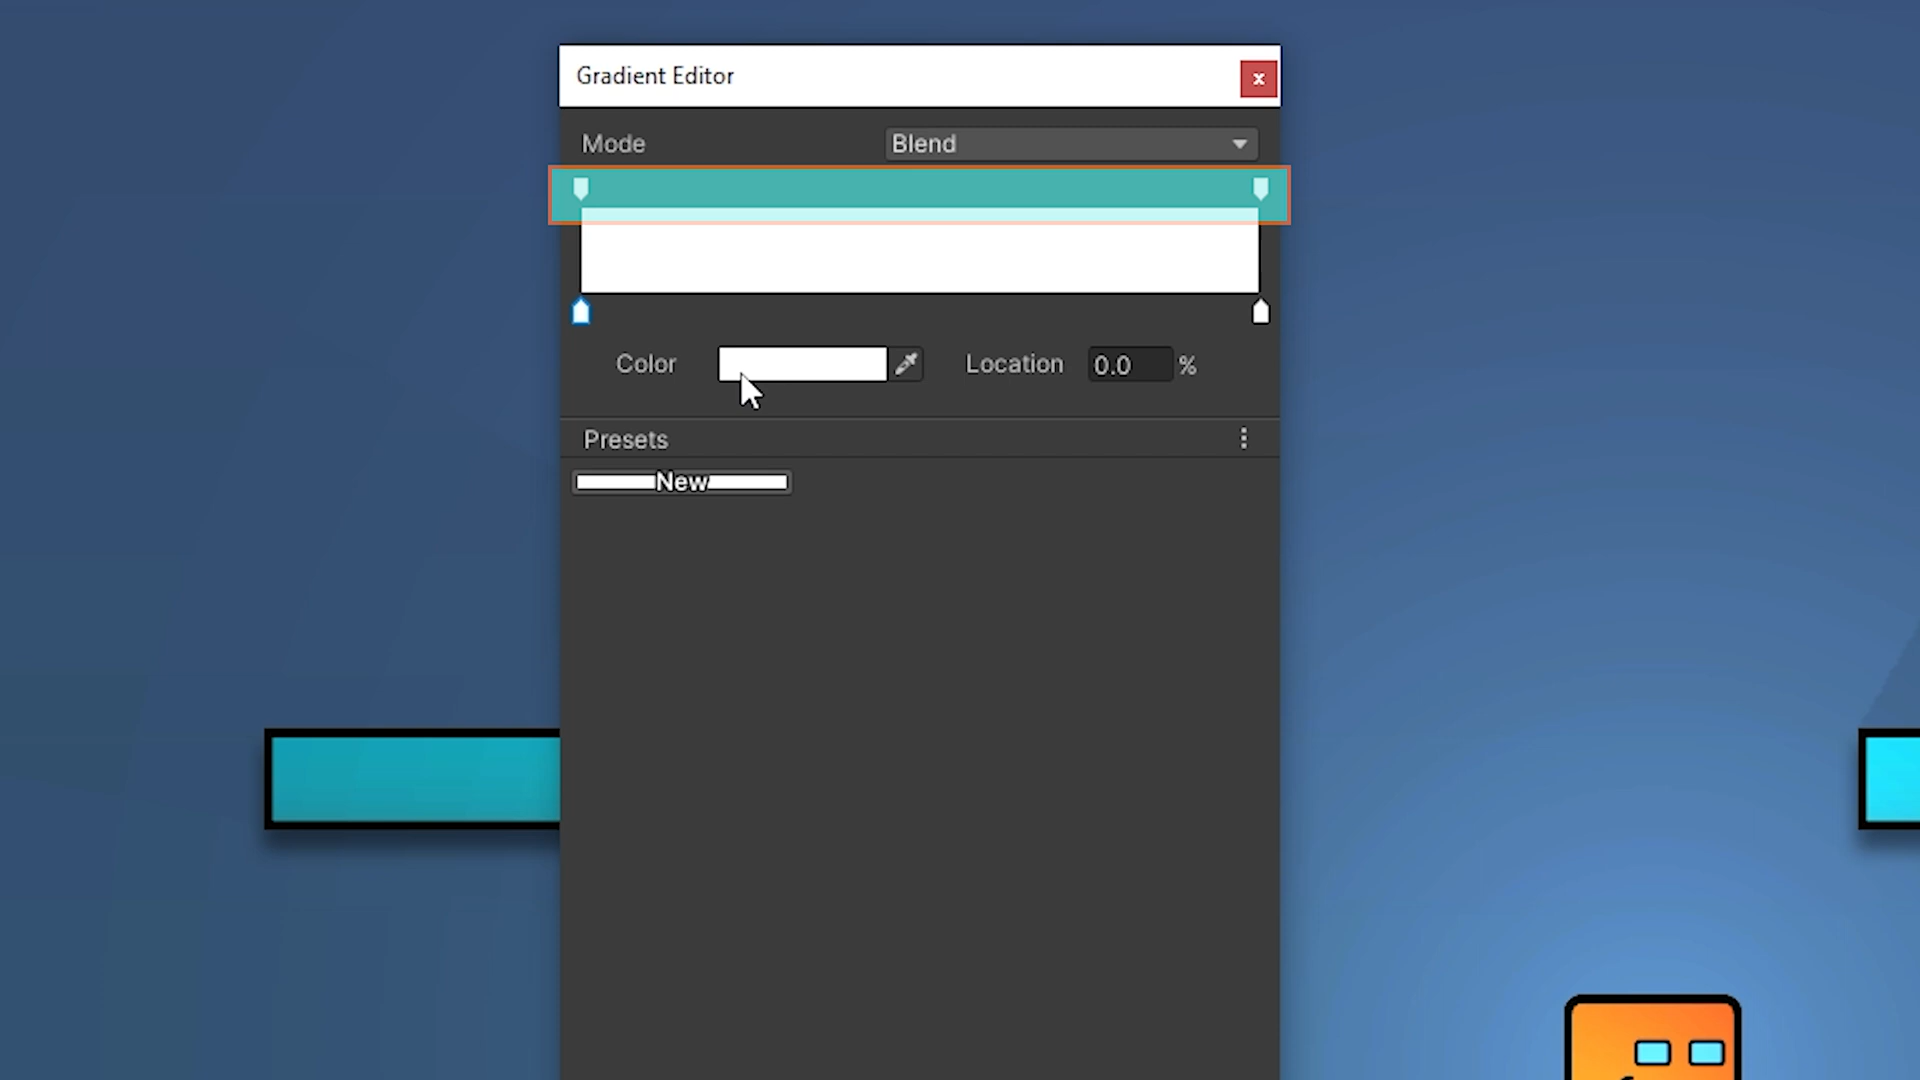 Gradient Editor
x
Mode Blend
Color Location 0.0 %
Presets
New